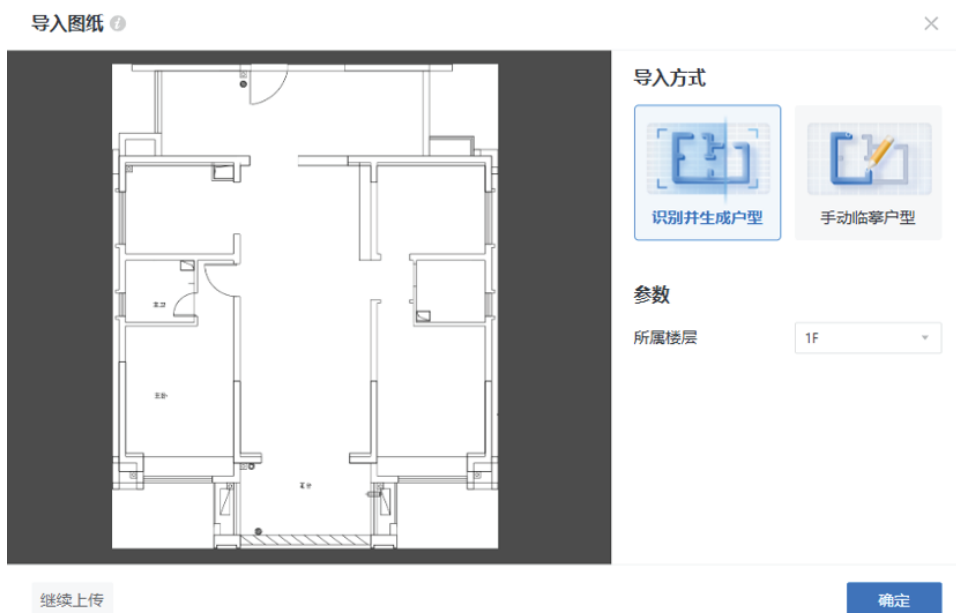 导入图纸
导入方式
识别并生成户型
手动临摹户型
参数
所属楼层
1F
继续上传
确定